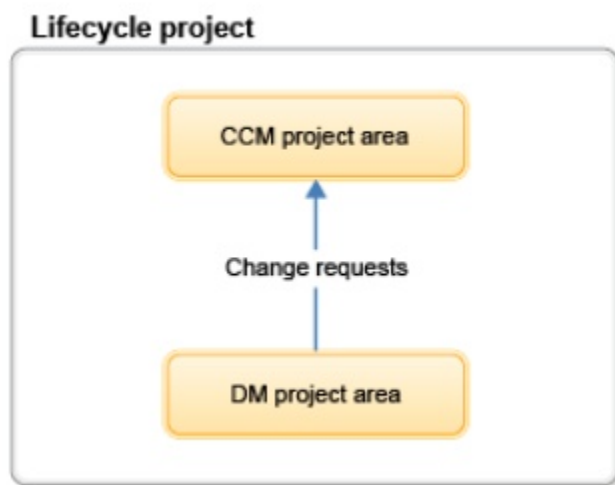 Lifecycle project
CCM project area
Change requests
DM project area